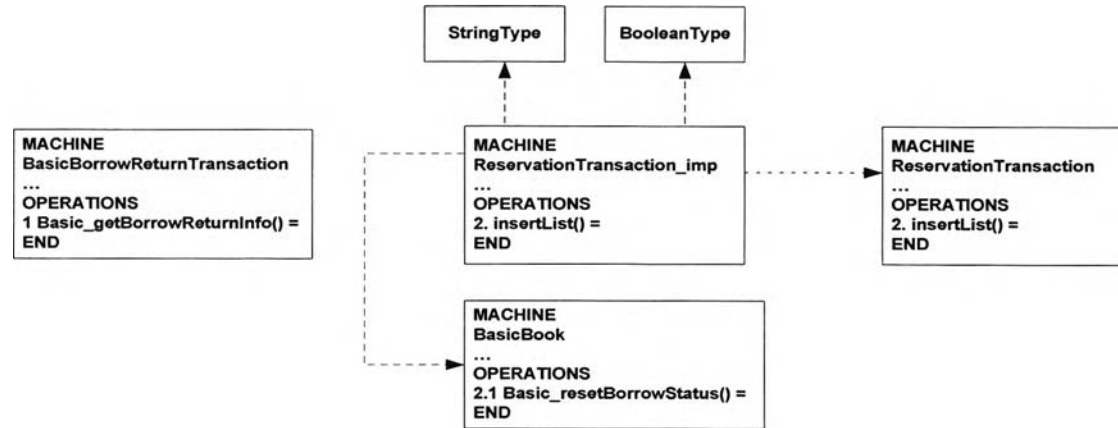 StringType
BooleanType
MACHINE
BasicBorrowReturnTransaction
...
OPERATIONS
1 Basic_getBorrowReturnInfo() =
END
MACHINE
ReservationTransaction_imp
...
OPERATIONS
2. insertList() =
END
MACHINE
ReservationTransaction
...
OPERATIONS
2. insertList() =
END
MACHINE
BasicBook
...
OPERATIONS
2.1 Basic_resetBorrowStatus() =
END